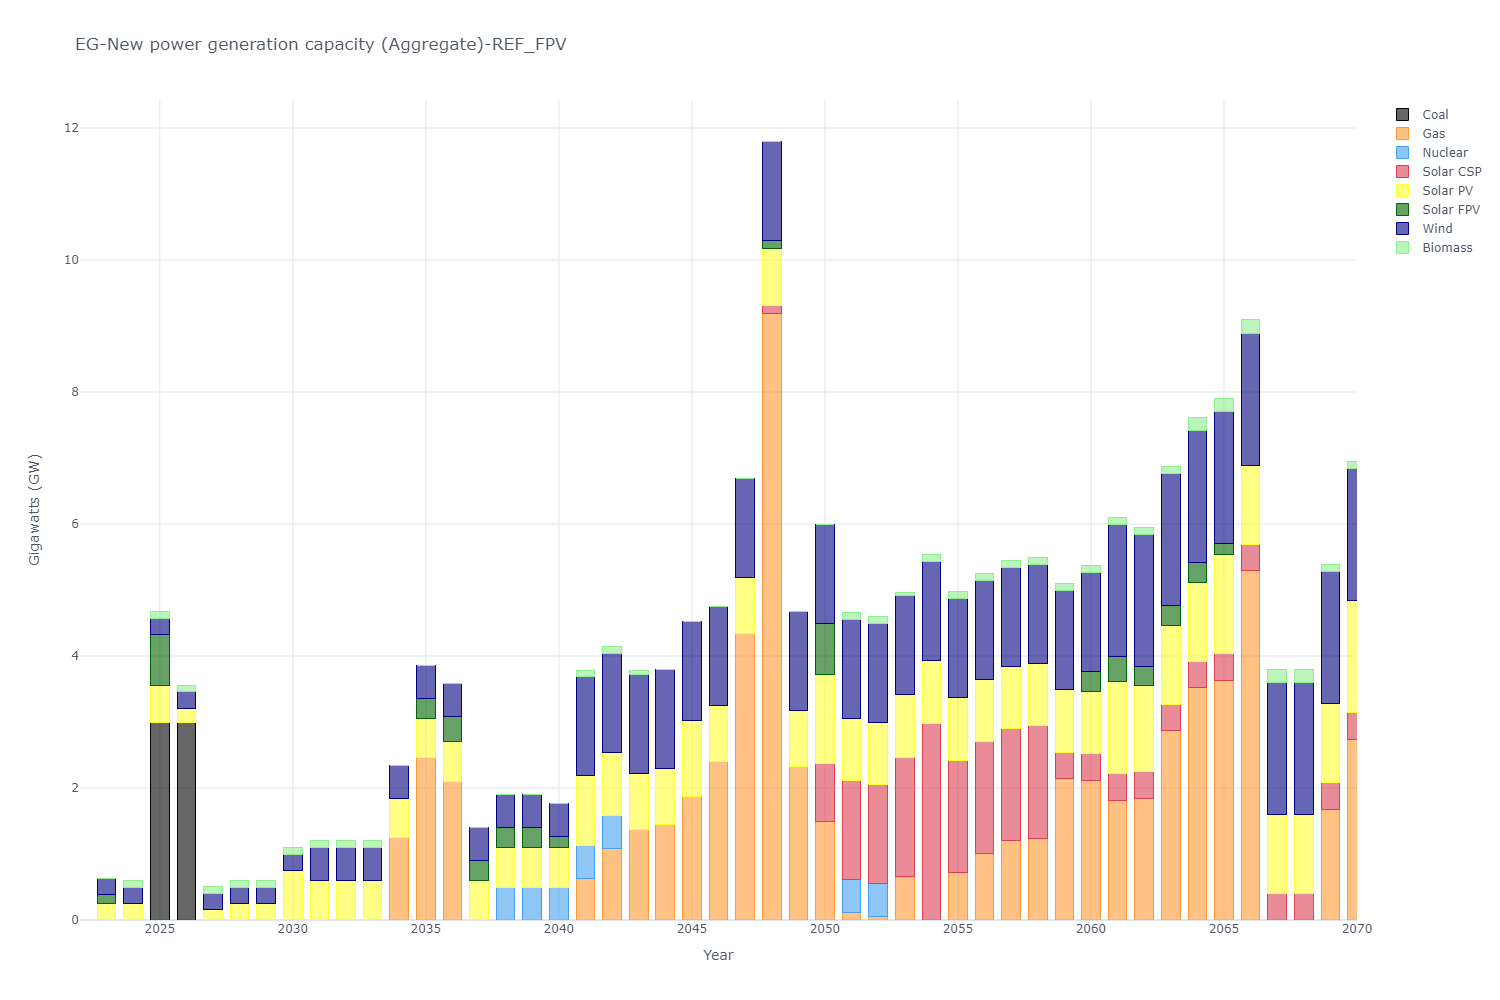 EG-New power generation capacity (Aggregate)-REF_FPV
12
10
8
6
4
2
0
Gigawatts (GW)
2025
2030
2035
2040
2045
2050
2055
2060
2065
2070
Year
Coal
Gas
Nuclear
Solar CSP
Solar PV
Solar FPV
Wind
Biomass